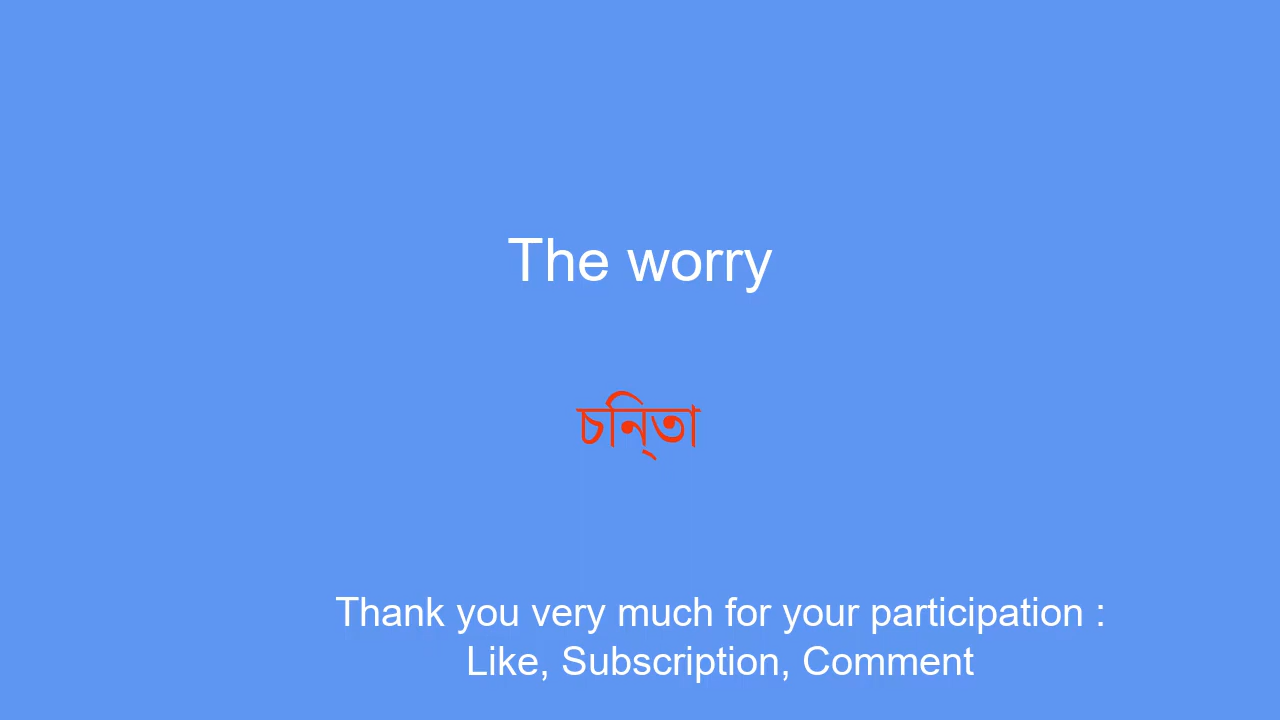 The worry
চিন্তা
Thank you very much for your participation :
Like, Subscription, Comment